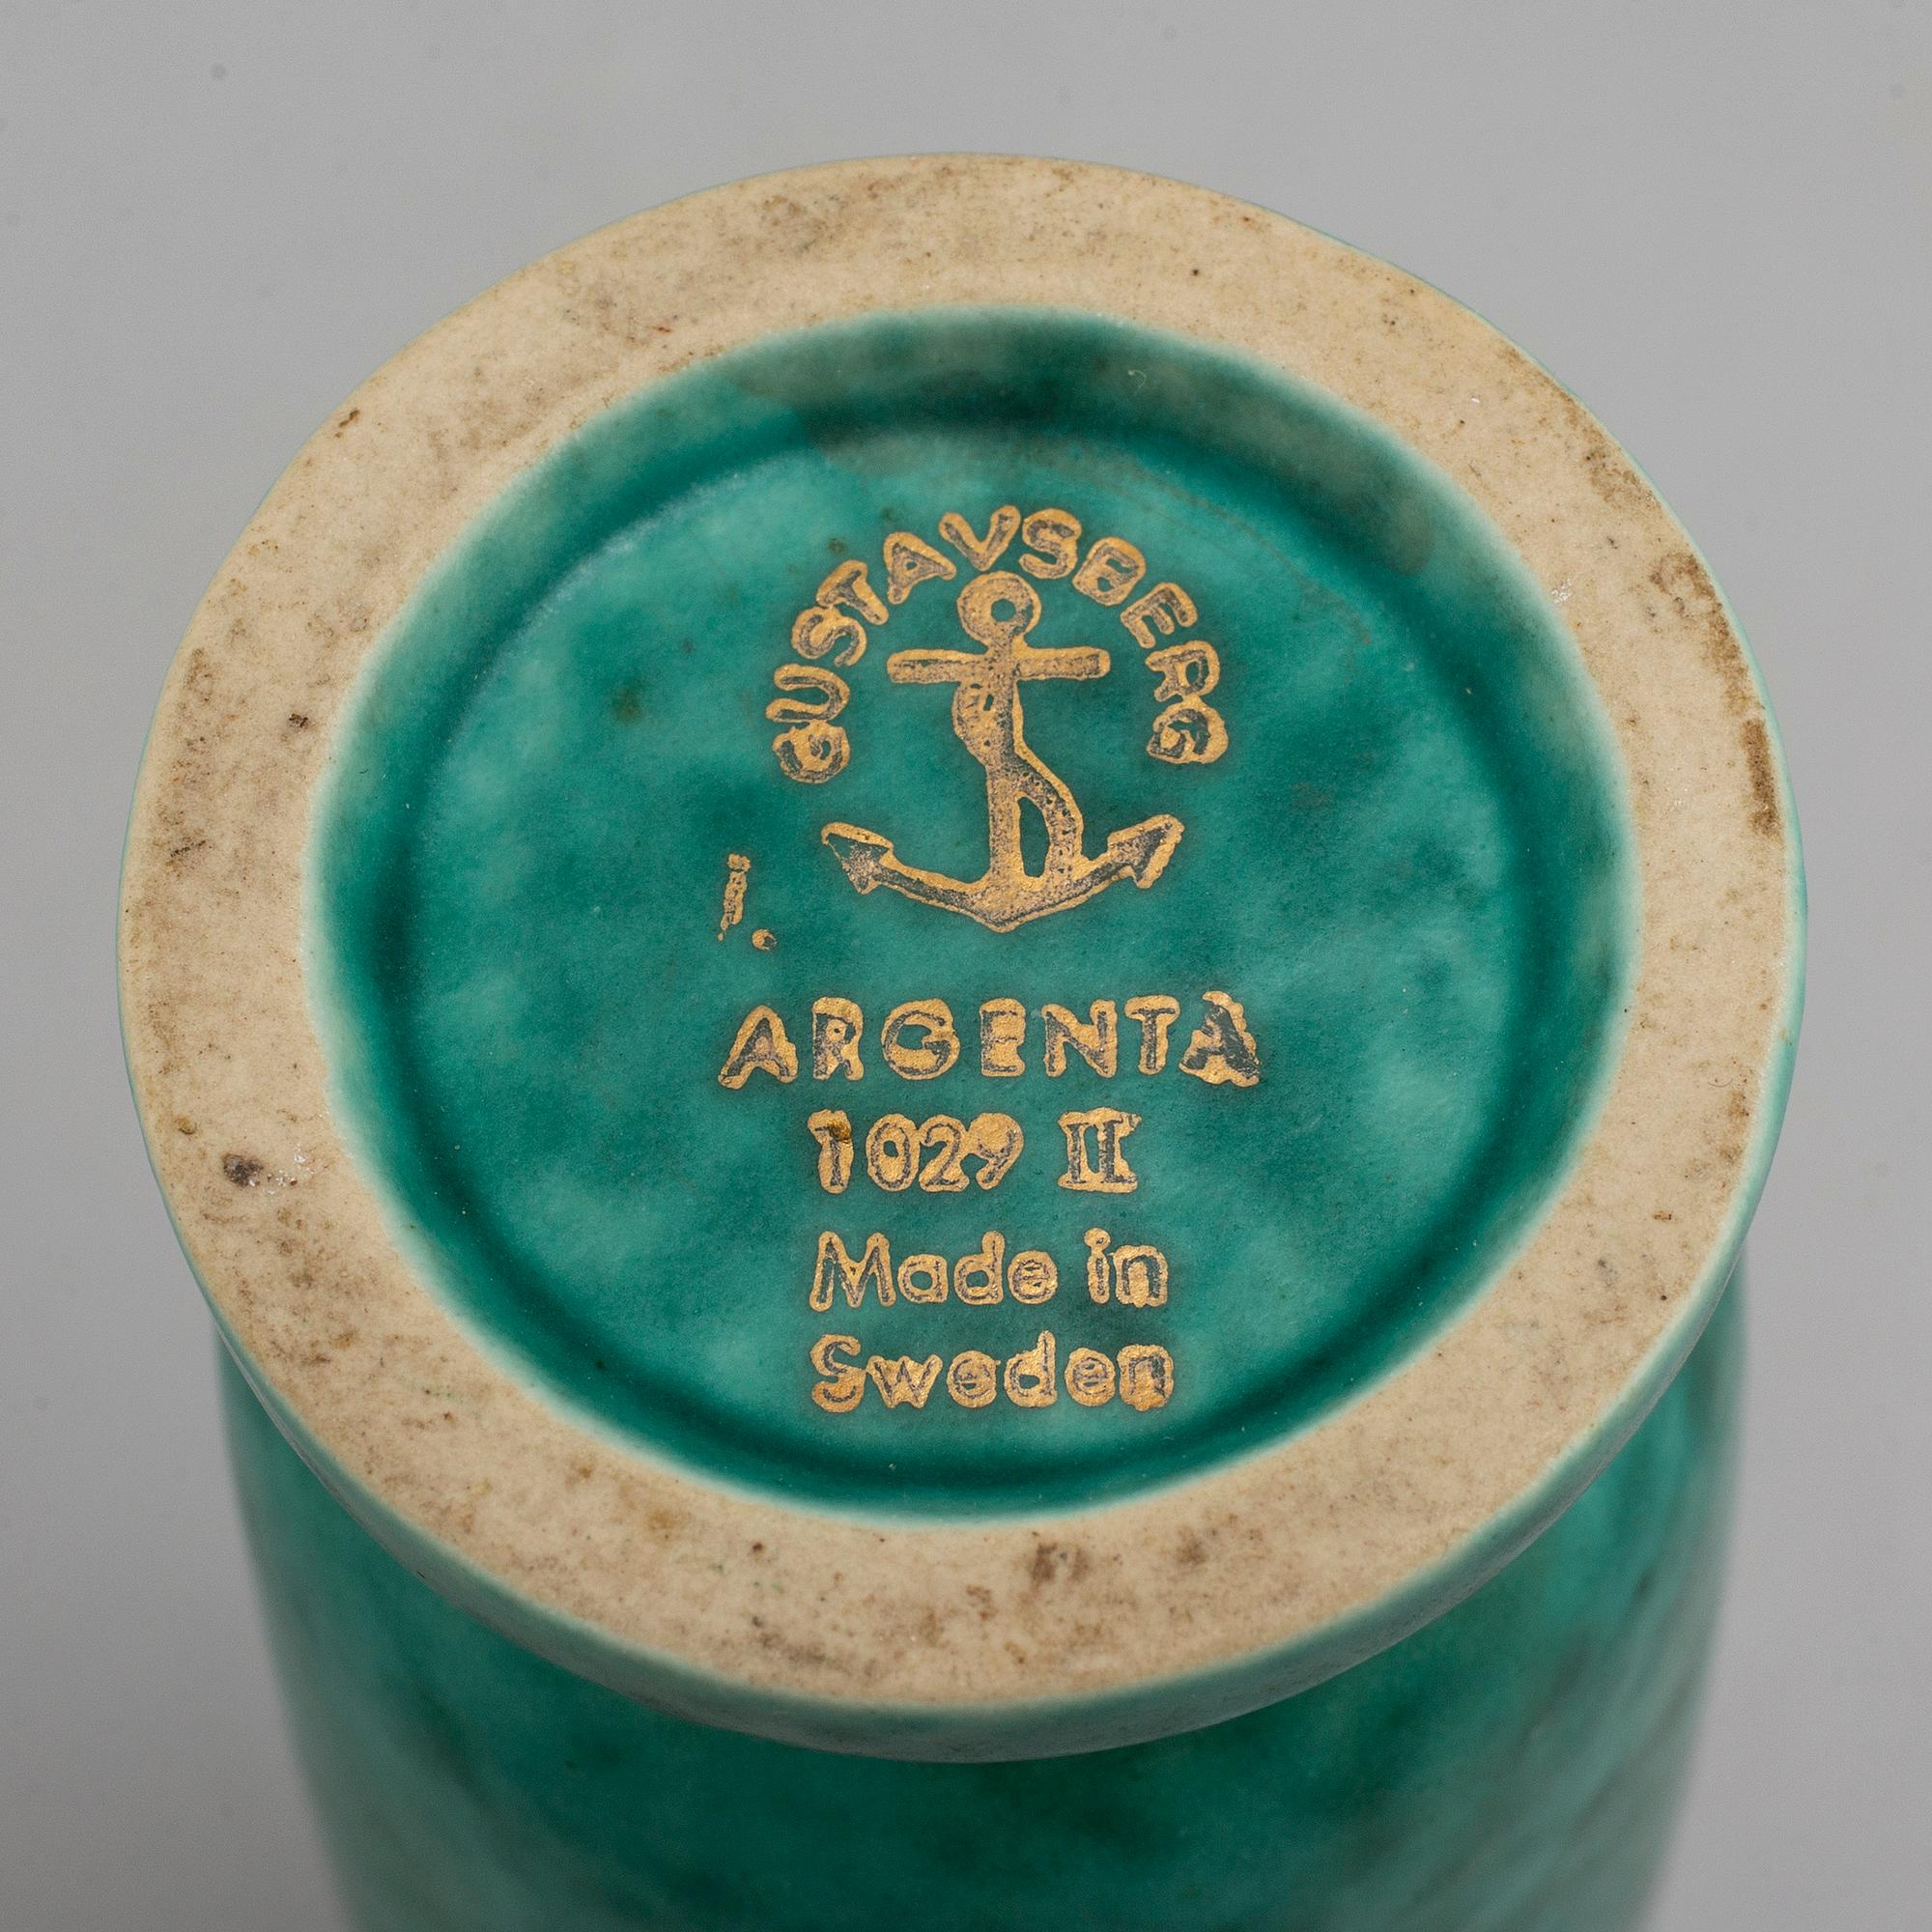 GUSTAVSBERG
ARGENTA
1029 II
Made in
Sweden